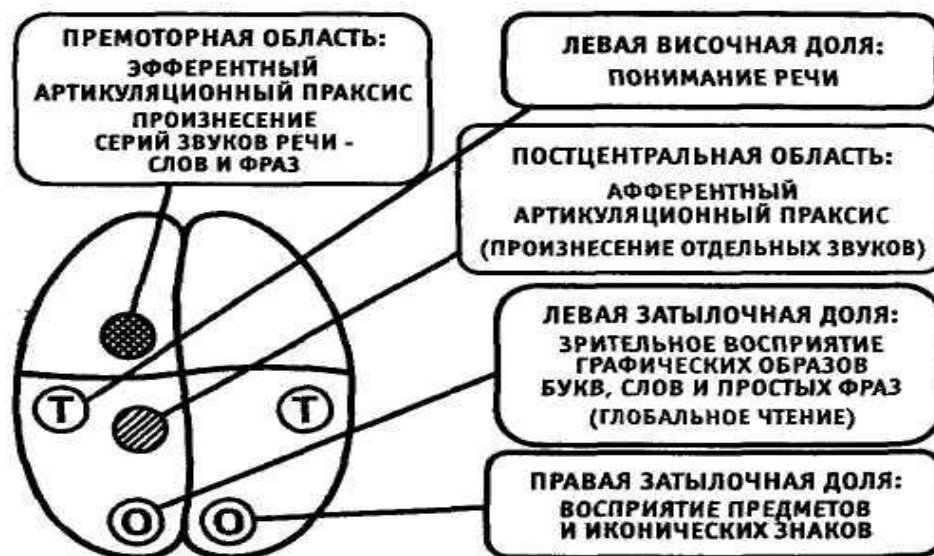 ПРЕМОТОРНАЯ ОБЛАСТЬ:
ЭФФЕРЕНТНЫЙ
АРТИКУЛЯЦИОННЫЙ ПРАКСИС
ПРОИЗНЕСЕНИЕ
СЕРИЙ ЗВУКОВ РЕЧИ -
СЛОВ И ФРАЗ
ЛЕВАЯ ВИСОЧНАЯ ДОЛЯ:
ПОНИМАНИЕ РЕЧИ
ПОСТЦЕНТРАЛЬНАЯ ОБЛАСТЬ:
АФФЕРЕНТНЫЙ
АРТИКУЛЯЦИОННЫЙ ПРАКСИС
(ПРОИЗНЕСЕНИЕ ОТДЕЛЬНЫХ ЗВУКОВ)
ЛЕВАЯ ЗАТЫЛОЧНАЯ ДОЛЯ:
ЗРИТЕЛЬНОЕ ВОСПРИЯТИЕ
ГРАФИЧЕСКИХ ОБРАЗОВ
БУКВ, СЛОВ И ПРОСТЫХ ФРАЗ
(ГЛОБАЛЬНОЕ ЧТЕНИЕ)
ПРАВАЯ ЗАТЫЛОЧНАЯ ДОЛЯ:
ВОСПРИЯТИЕ ПРЕДМЕТОВ
И ИКОНИЧЕСКИХ ЗНАКОВ
T T
O O